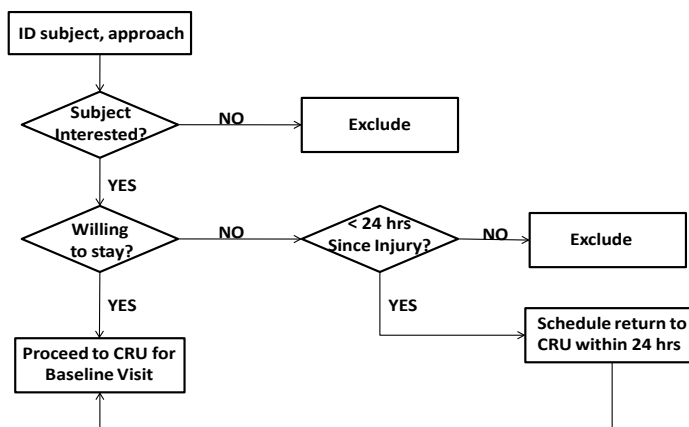 ID subject, approach
Subject
Interested?
NO
Exclude
YES
Willing
to stay?
NO
< 24 hrs
Since Injury?
NO
Exclude
YES
YES
Schedule return to
CRU within 24 hrs
Proceed to CRU for
Baseline Visit